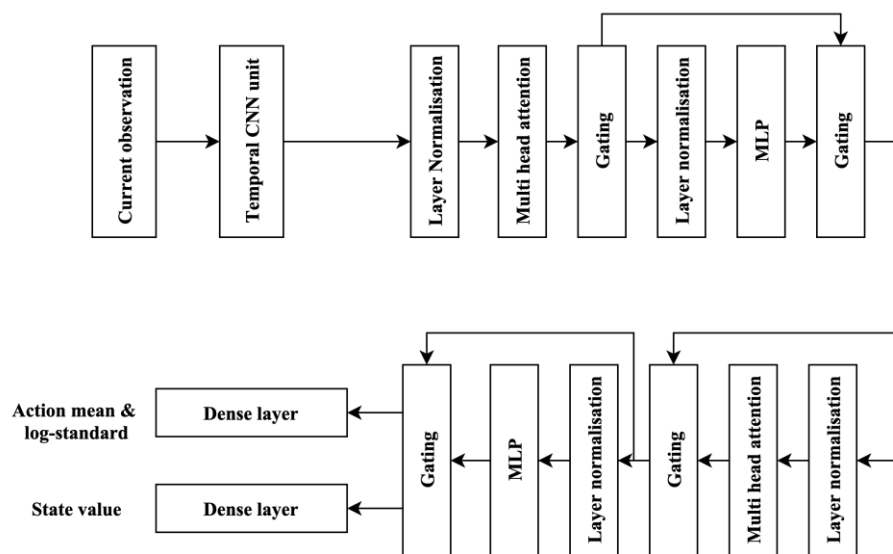 Current observation
Temporal CNN unit
Layer Normalisation
Multi head attention
Gating
Layer normalisation
MLP
Gating
Action mean &
log-standard
Dense layer
State value
Dense layer
Gating
MLP
Layer normalisation
Gating
Multi head attention
Layer normalisation